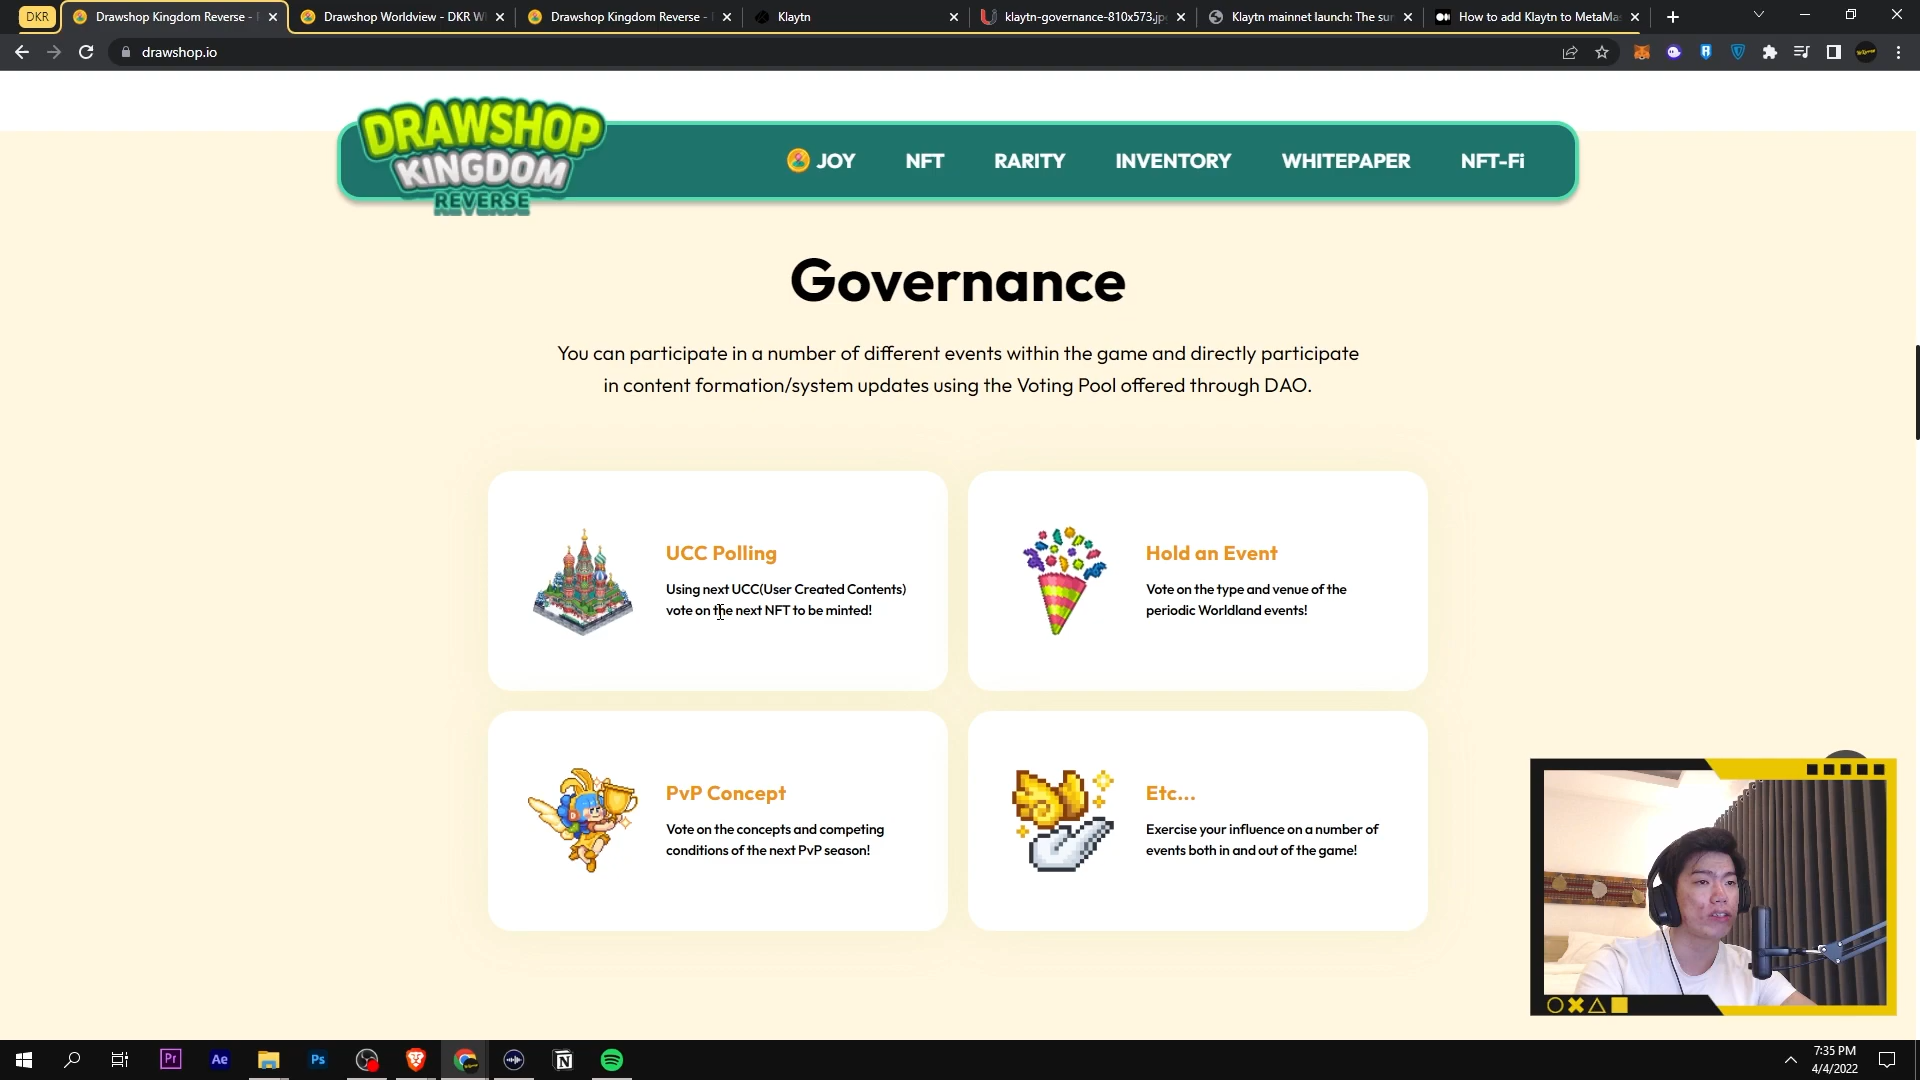 DKR
Drawshop Kingdom Reverse -
Drawshop Worldview - DKR W
Drawshop Kingdom Reverse -
Klaytn
klaytn-governance-810x573.jp
Klaytn mainnet launch: The sur
How to add Klaytn to MetaMa
drawshop.io
DRAWSHOP
KINGDOM
REVERSE
JOY
NFT
RARITY
INVENTORY
WHITEPAPER
NFT-Fi
Governance
You can participate in a number of different events within the game and directly participate
in content formation/system updates using the Voting Pool offered through DAO.
UCC Polling
Using next UCC(User Created Contents)
vote on the next NFT to be minted!
Hold an Event
Vote on the type and venue of the
periodic Worldland events!
PvP Concept
Vote on the concepts and competing
conditions of the next PvP season!
Etc...
Exercise your influence on a number of
events both in and out of the game!
Pr
Ae
Ps
7:35 PM
4/4/2022